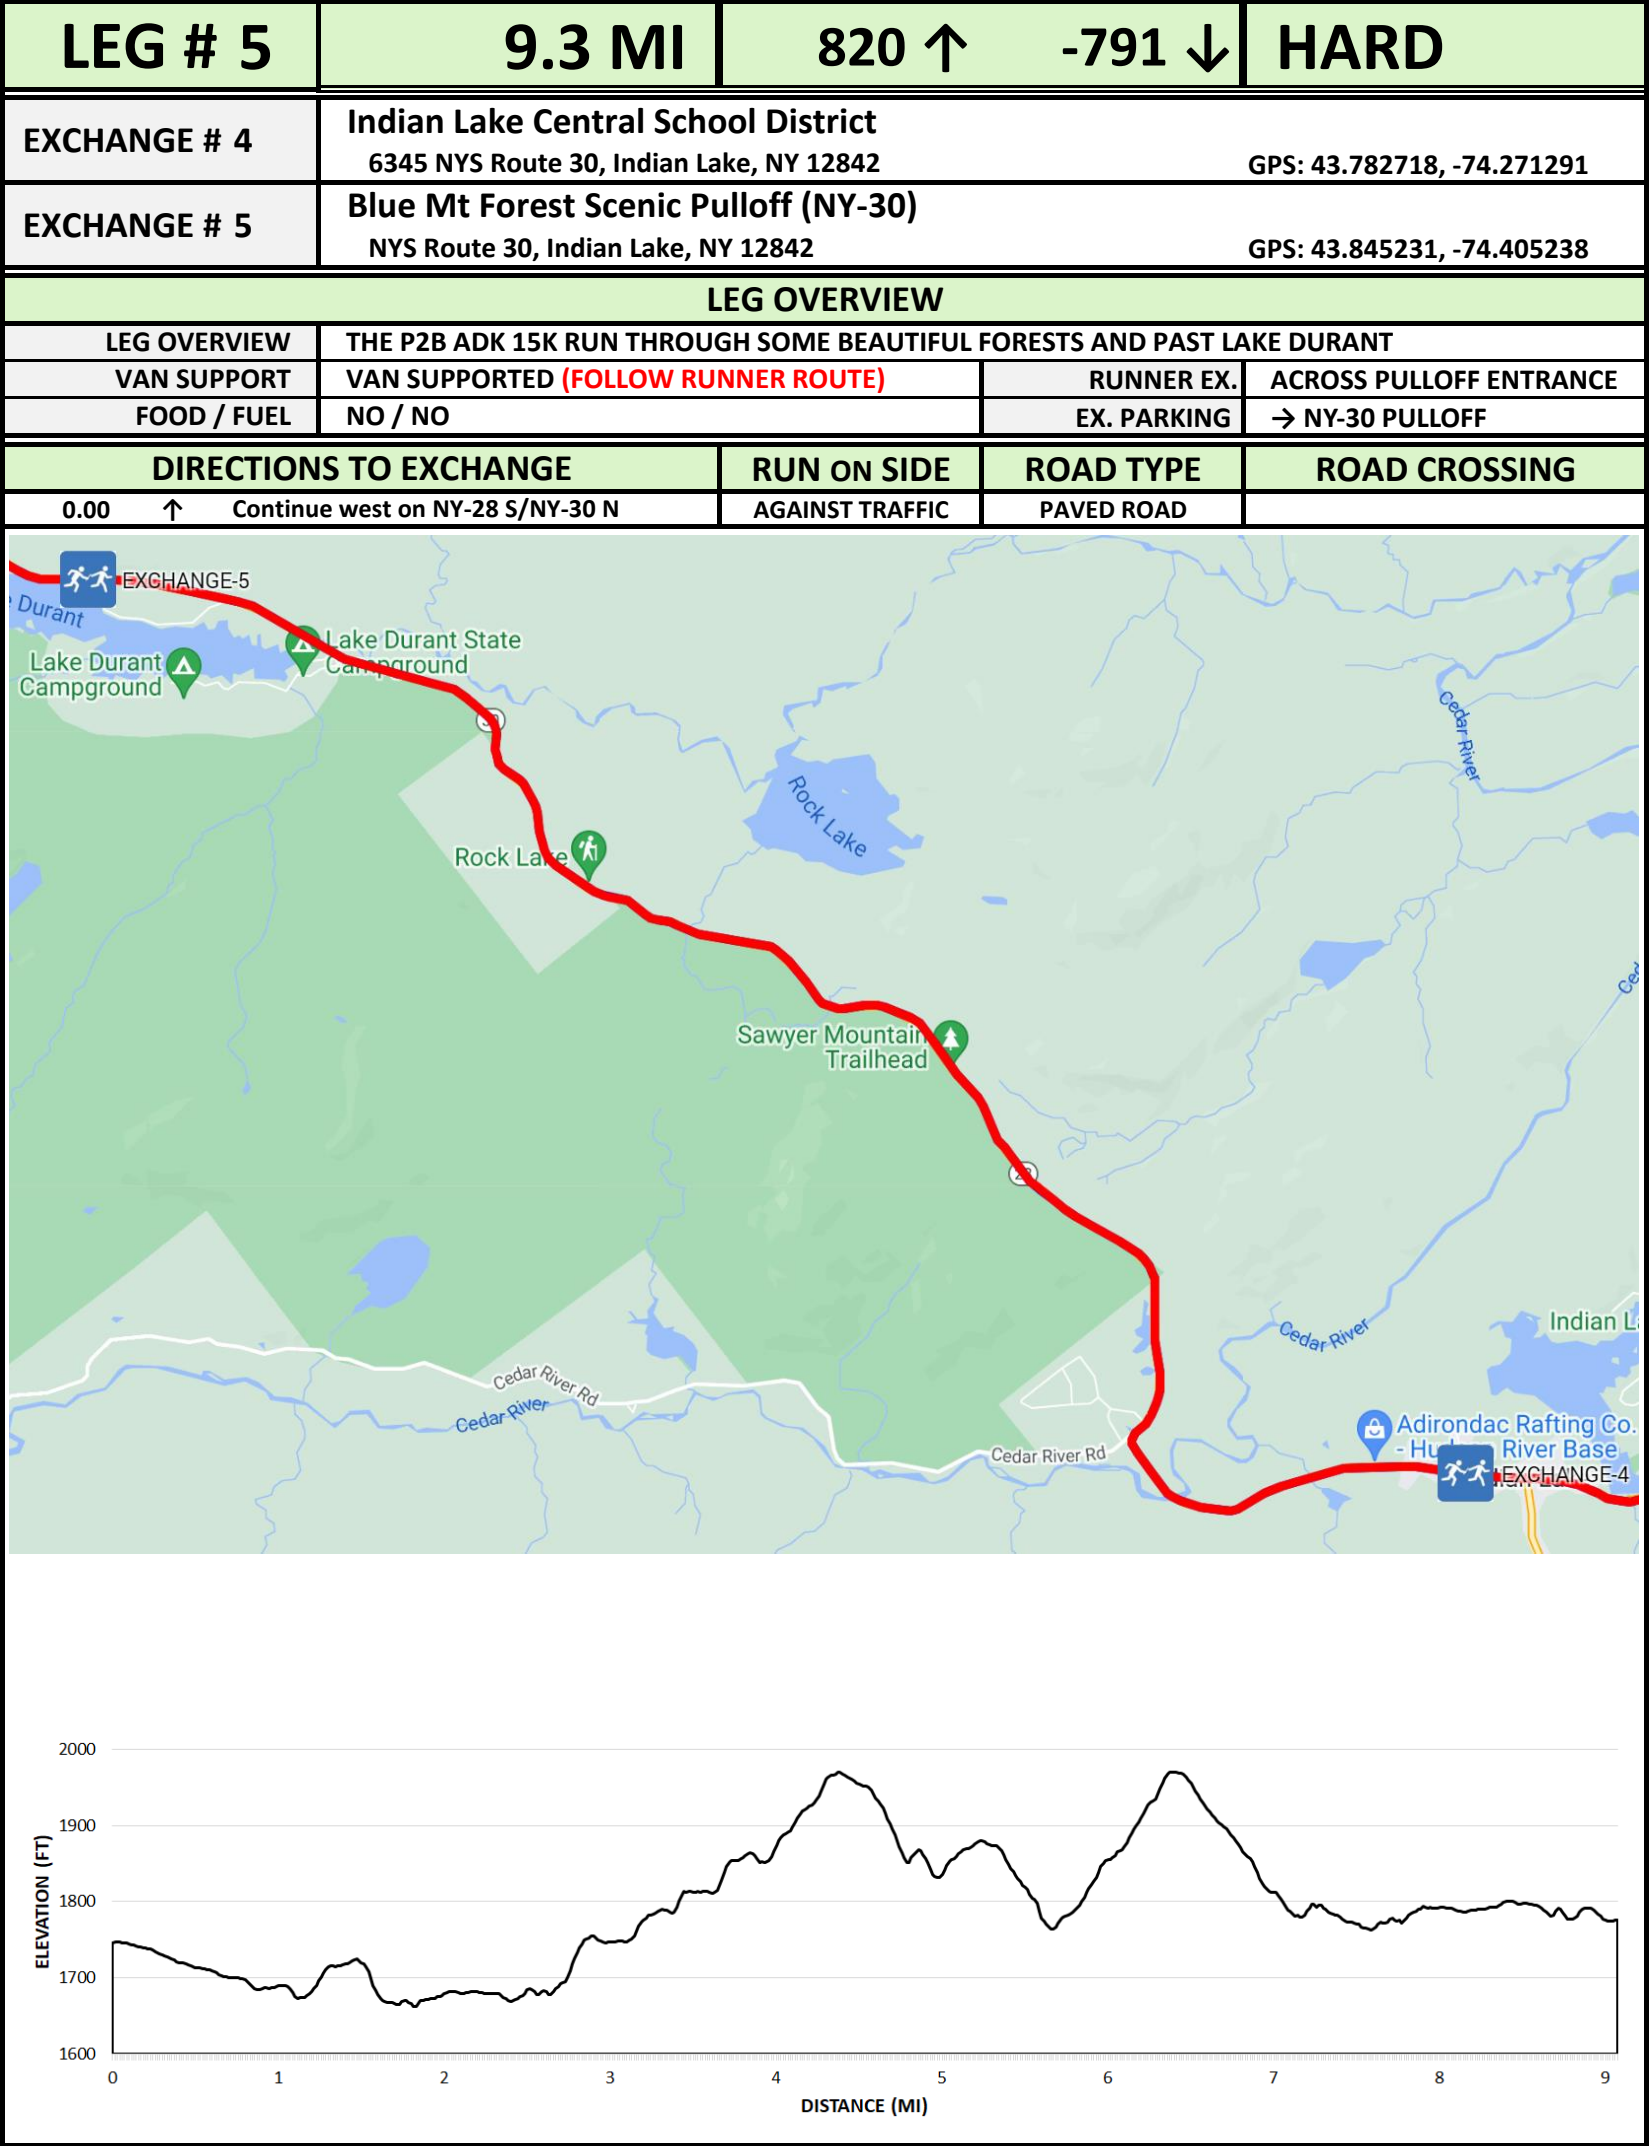 LEG # 5
9.3 MI
820 ↑ -791 ↓
HARD
EXCHANGE # 4
Indian Lake Central School District
6345 NYS Route 30, Indian Lake, NY 12842
GPS: 43.782718, -74.271291
EXCHANGE # 5
Blue Mt Forest Scenic Pulloff (NY-30)
NYS Route 30, Indian Lake, NY 12842
GPS: 43.845231, -74.405238
LEG OVERVIEW
LEG OVERVIEW
THE P2B ADK 15K RUN THROUGH SOME BEAUTIFUL FORESTS AND PAST LAKE DURANT
VAN SUPPORT
VAN SUPPORTED (FOLLOW RUNNER ROUTE)
RUNNER EX.
ACROSS PULLOFF ENTRANCE
FOOD / FUEL
NO / NO
EX. PARKING
→ NY-30 PULLOFF
DIRECTIONS TO EXCHANGE
RUN ON SIDE
ROAD TYPE
ROAD CROSSING
0.00 ↑ Continue west on NY-28 S/NY-30 N
AGAINST TRAFFIC
PAVED ROAD
EXCHANGE-5
Durant
Lake Durant State
Campground
Lake Durant
Campground
Cedar River
Rock Lake
Rock Lake
Sawyer Mountain
Trailhead
Cedar River
Indian
Cedar River Rd
Cedar River
Cedar River Rd
Adirondac Rafting Co.
River Base
EXCHANGE-4
2000
1900
1800
1700
1600
ELEVATION (FT)
0 1 2 3 4 5 6 7 8 9
DISTANCE (MI)